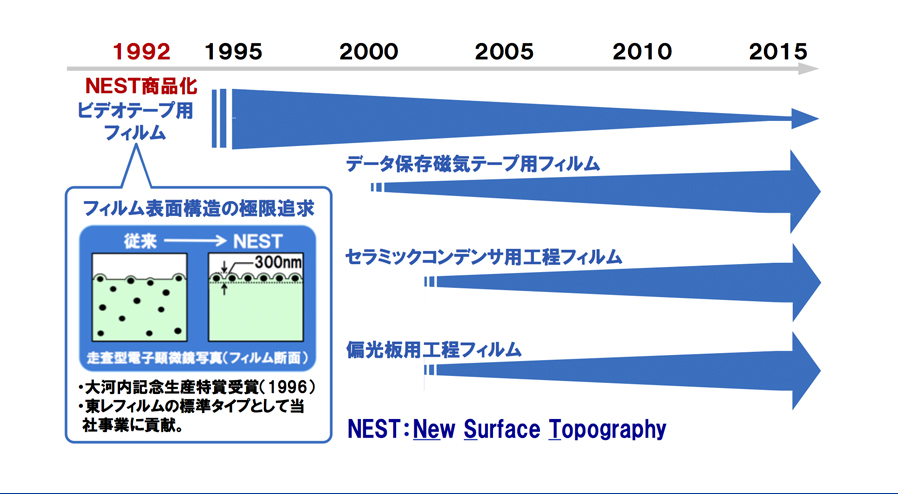 1992 1995 2000 2005 2010 2015
NEST商品化
ビデオテープ用
フィルム
データ保存磁気テープ用フィルム
フィルム表面構造の極限追求
従来 NEST
300nm
走査型電子顕微鏡写真(フィルム断面)
・大河内記念生産特賞受賞(1996)
・東レフィルムの標準タイプとして当
社事業に貢献。
セラミックコンデンサ用工程フィルム
偏光板用工程フィルム
NEST：New Surface Topography